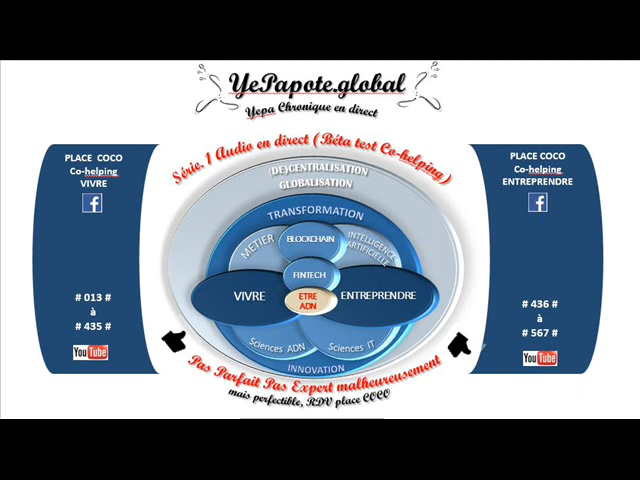 YePapote.global
Yepa Chronique en direct
Série, 1 Audio en direct (Béta test Co-helping)
PLACE COCO
Co-helping
VIVRE
# 013 #
à
# 435 #
YouTube
(DE)CENTRALISATION
GLOBALISATION
TRANSFORMATION
METIER
BLOCKCHAIN
INTELLIGENCE
ARTIFICIELLE
FINTECH
VIVRE
ETRE
ADN
ENTREPRENDRE
Sciences ADN
Sciences IT
INNOVATION
PLACE COCO
Co-helping
ENTREPRENDRE
# 436 #
à
# 567 #
YouTube
Pas Parfait Pas Expert malheureusement
mais perfectible, RDV place COCO